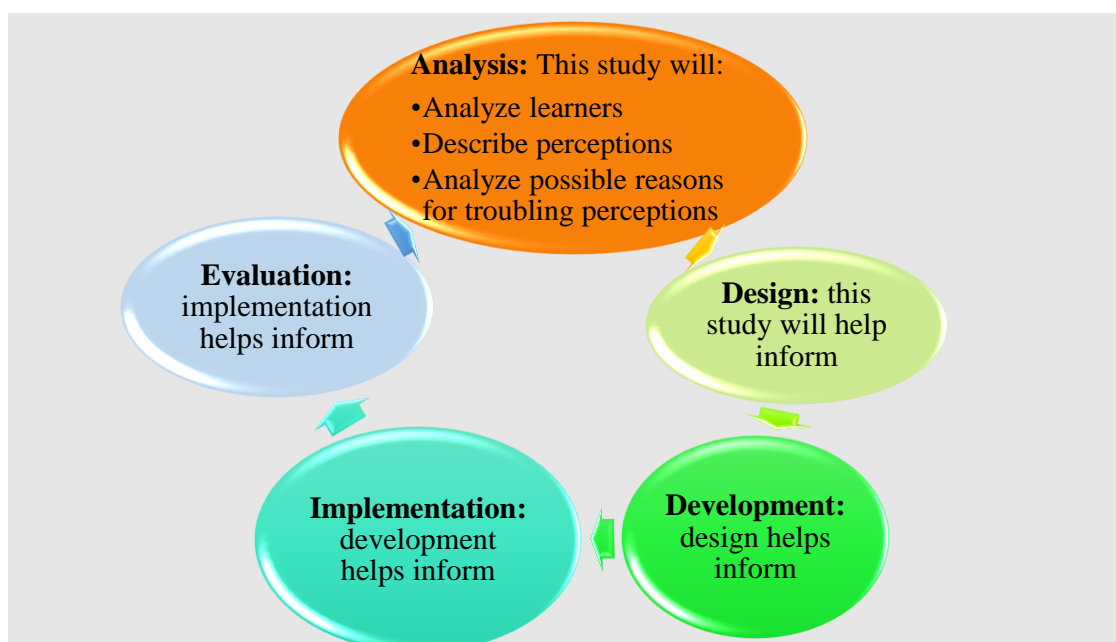 Analysis: This study will:
•Analyze learners
•Describe perceptions
•Analyze possible reasons
for troubling perceptions
Design: this
study will help
inform
Development:
design helps
inform
Implementation:
development
helps inform
Evaluation:
implementation
helps inform